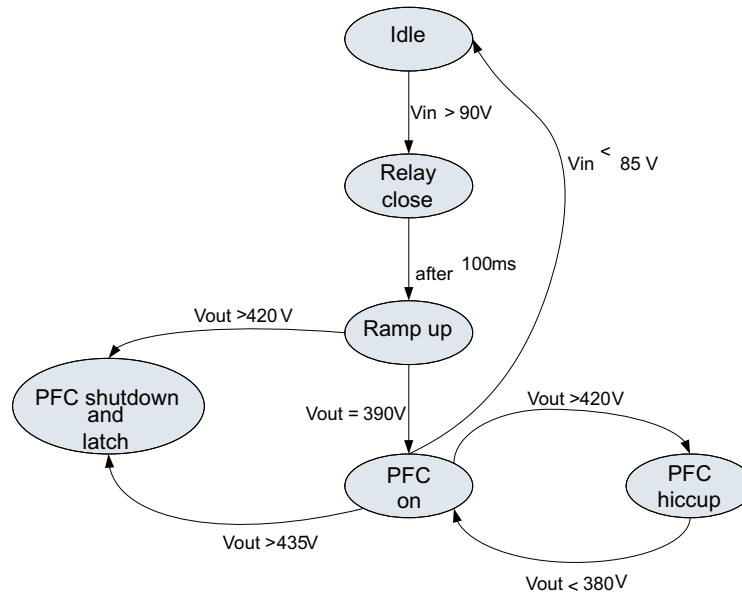 Idle
Vin > 90V
Vin < 85 V
Relay
close
after 100ms
Vout >420 V
Ramp up
PFC shutdown
and
latch
Vout = 390V
Vout >420V
PFC
on
PFC
hiccup
Vout >435V
Vout < 380V